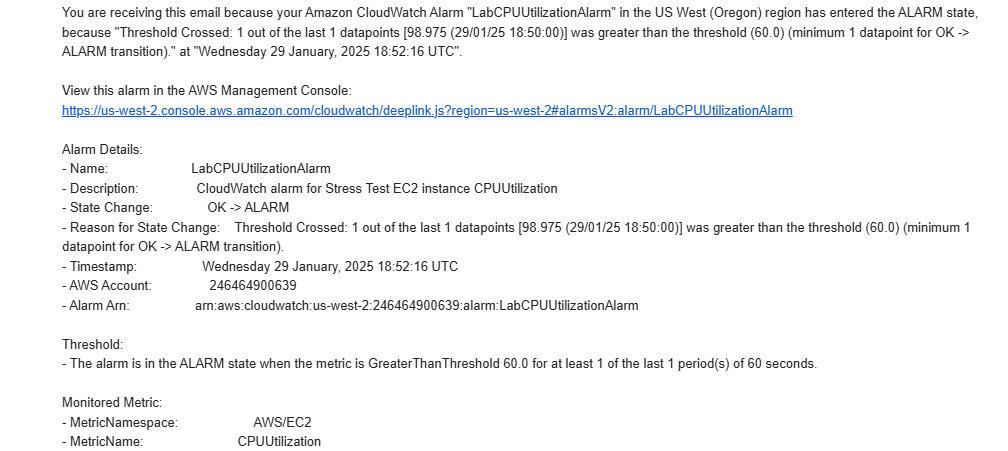 You are receiving this email because your Amazon CloudWatch Alarm "LabCPUUtilizationAlarm" in the US West (Oregon) region has entered the ALARM state,
because "Threshold Crossed: 1 out of the last 1 datapoints [98.975 (29/01/25 18:50:00)] was greater than the threshold (60.0) (minimum 1 datapoint for OK ->
ALARM transition)." at "Wednesday 29 January, 2025 18:52:16 UTC".
View this alarm in the AWS Management Console:
https://us-west-2.console.aws.amazon.com/cloudwatch/deeplink.js?region=us-west-2#alarmsV2:alarm/LabCPUUtilizationAlarm
Alarm Details:
- Name: LabCPUUtilizationAlarm
- Description: CloudWatch alarm for Stress Test EC2 instance CPUUtilization
- State Change: OK -> ALARM
- Reason for State Change: Threshold Crossed: 1 out of the last 1 datapoints [98.975 (29/01/25 18:50:00)] was greater than the threshold (60.0) (minimum 1
datapoint for OK -> ALARM transition).
- Timestamp: Wednesday 29 January, 2025 18:52:16 UTC
- AWS Account: 246464900639
- Alarm Arn: arn:aws:cloudwatch:us-west-2:246464900639:alarm:LabCPUUtilizationAlarm
Threshold:
- The alarm is in the ALARM state when the metric is GreaterThanThreshold 60.0 for at least 1 of the last 1 period(s) of 60 seconds.
Monitored Metric:
- MetricNamespace: AWS/EC2
- MetricName: CPUUtilization